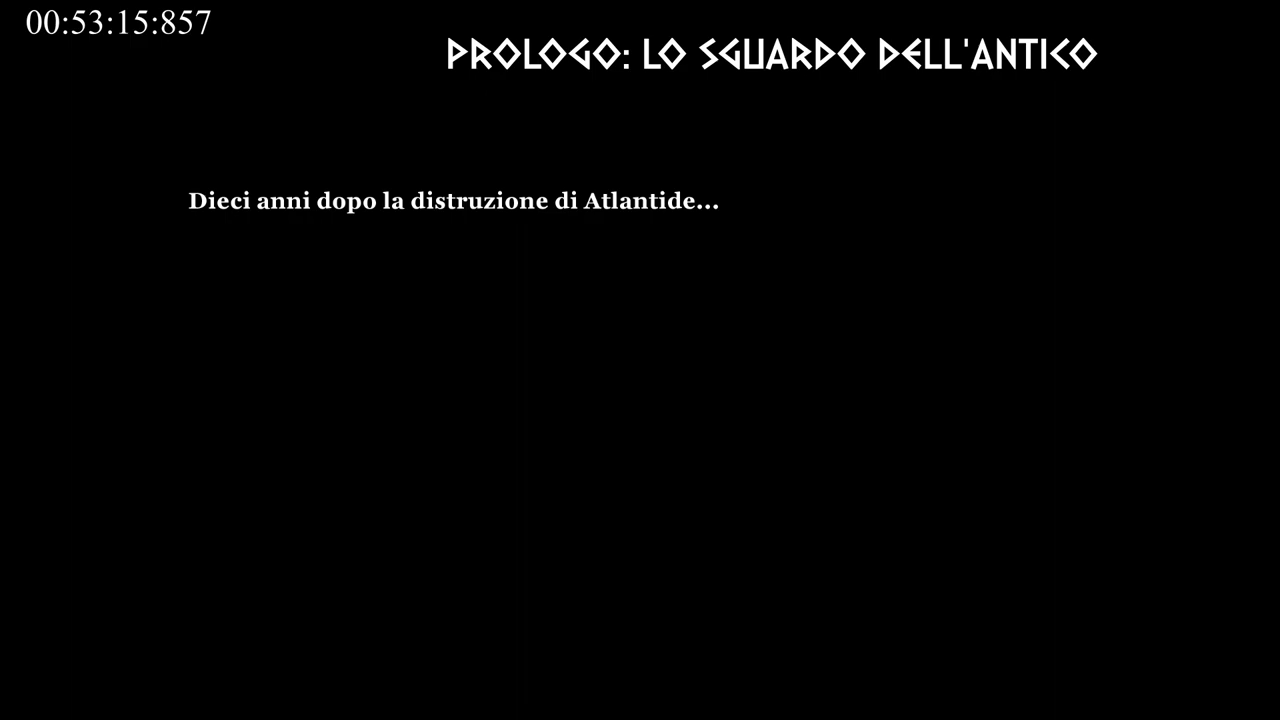 00:53:15:857
PROLOGO: LO SGUARDO DELL'ANTICO
Dieci anni dopo la distruzione di Atlantide...